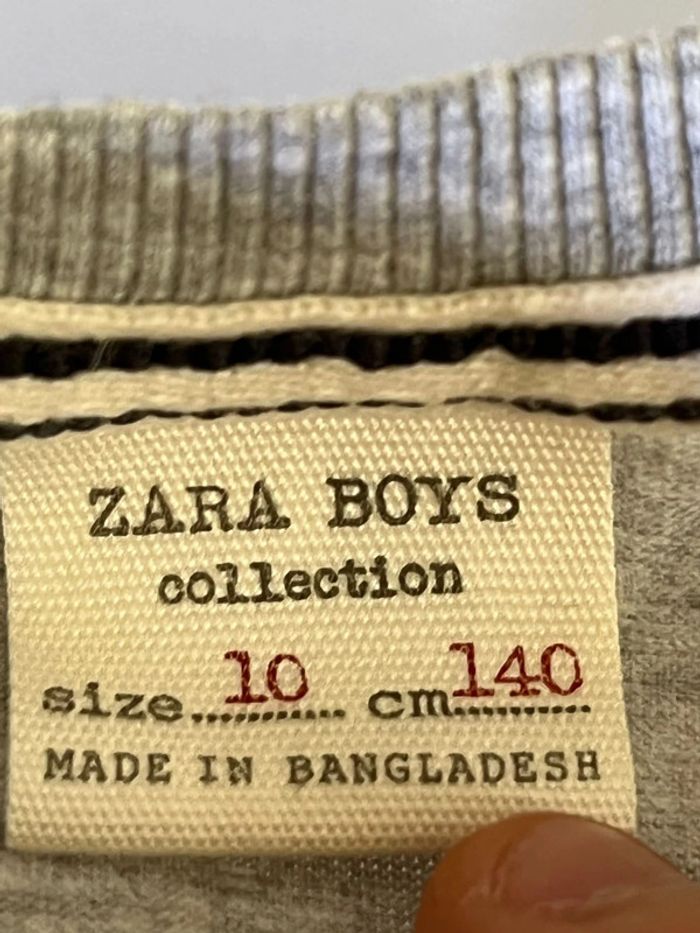 ZARA BOYS
collection
size 10 cm 140
MADE IN BANGLADESH